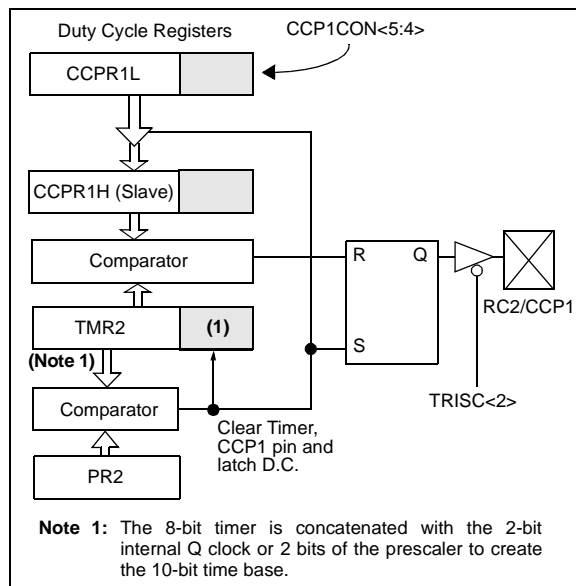 Duty Cycle Registers
CCP1CON<5:4>
CCPR1L
CCPR1H (Slave)
Comparator
R
Q
RC2/CCP1
TMR2
(1)
(Note 1)
S
TRISC<2>
Comparator
Clear Timer,
CCP1 pin and
latch D.C.
PR2
Note 1: The 8-bit timer is concatenated with the 2-bit
internal Q clock or 2 bits of the prescaler to create
the 10-bit time base.